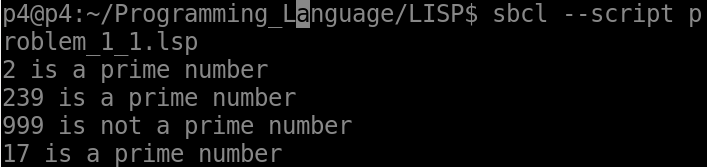 p4@p4:~/Programming_Language/LISP$ sbcl --script p
roblem_1_1.lsp
2 is a prime number
239 is a prime number
999 is not a prime number
17 is a prime number